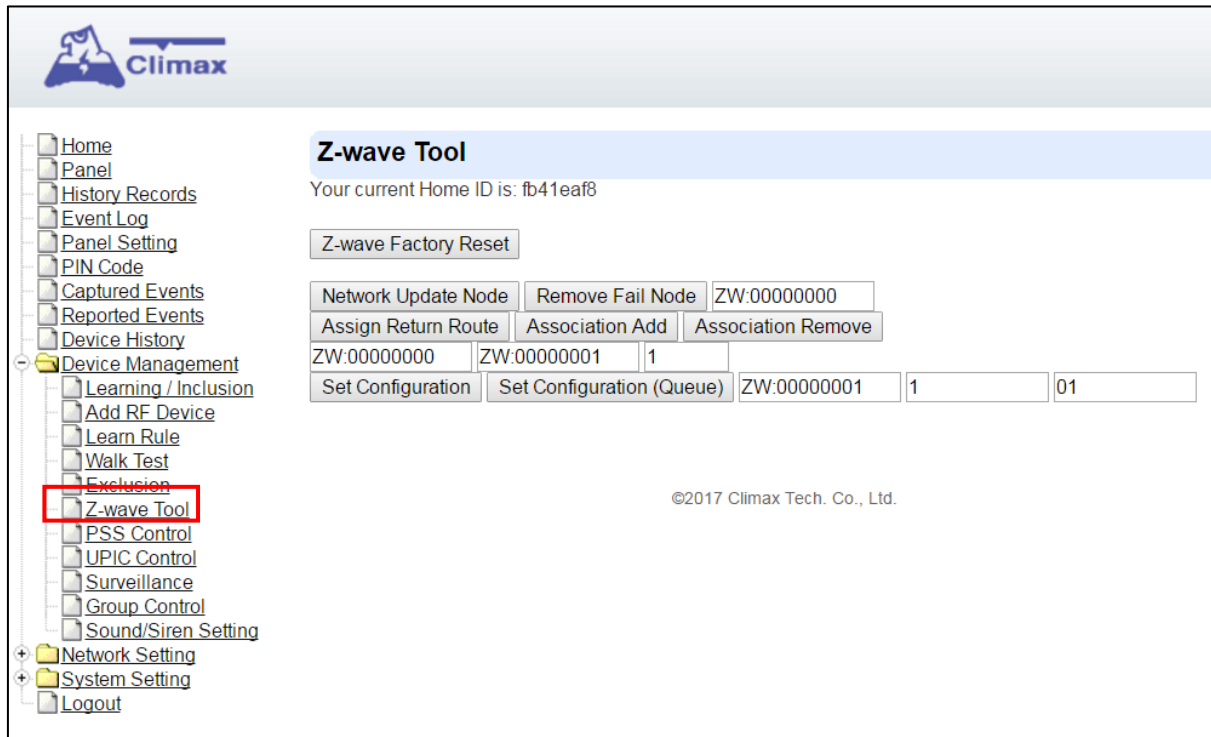 Climax
Home
Panel
History Records
Event Log
Panel Setting
PIN Code
Captured Events
Reported Events
Device History
Device Management
Learning / Inclusion
Add RF Device
Learn Rule
Walk Test
Exclusion
Z-wave Tool
PSS Control
UPIC Control
Surveillance
Group Control
Sound/Siren Setting
Network Setting
System Setting
Logout
Z-wave Tool
Your current Home ID is: fb41eaf8
Z-wave Factory Reset
Network Update Node Remove Fail Node ZW:00000000
Assign Return Route Association Add Association Remove
ZW:00000000 ZW:00000001 1
Set Configuration Set Configuration (Queue) ZW:00000001 1 01
©2017 Climax Tech. Co., Ltd.